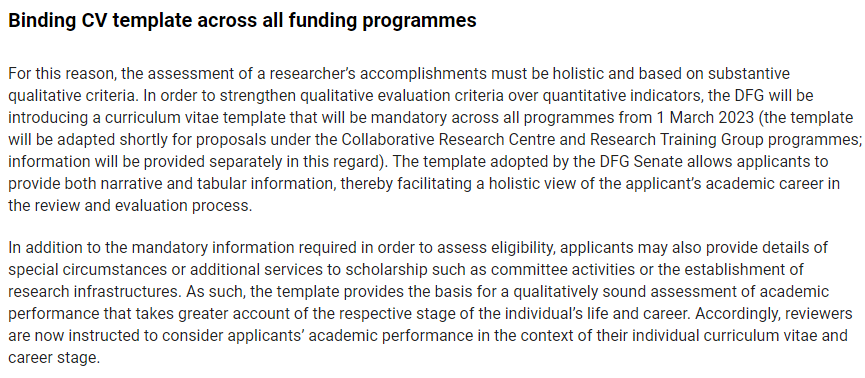 Binding CV template across all funding programmes
For this reason, the assessment of a researcher's accomplishments must be holistic and based on substantive
qualitative criteria. In order to strengthen qualitative evaluation criteria over quantitative indicators, the DFG will be
introducing a curriculum vitae template that will be mandatory across all programmes from 1 March 2023 (the template
will be adapted shortly for proposals under the Collaborative Research Centre and Research Training Group programmes;
information will be provided separately in this regard). The template adopted by the DFG Senate allows applicants to
provide both narrative and tabular information, thereby facilitating a holistic view of the applicant's academic career in
the review and evaluation process.
In addition to the mandatory information required in order to assess eligibility, applicants may also provide details of
special circumstances or additional services to scholarship such as committee activities or the establishment of
research infrastructures. As such, the template provides the basis for a qualitatively sound assessment of academic
performance that takes greater account of the respective stage of the individual's life and career. Accordingly, reviewers
are now instructed to consider applicants' academic performance in the context of their individual curriculum vitae and
career stage.